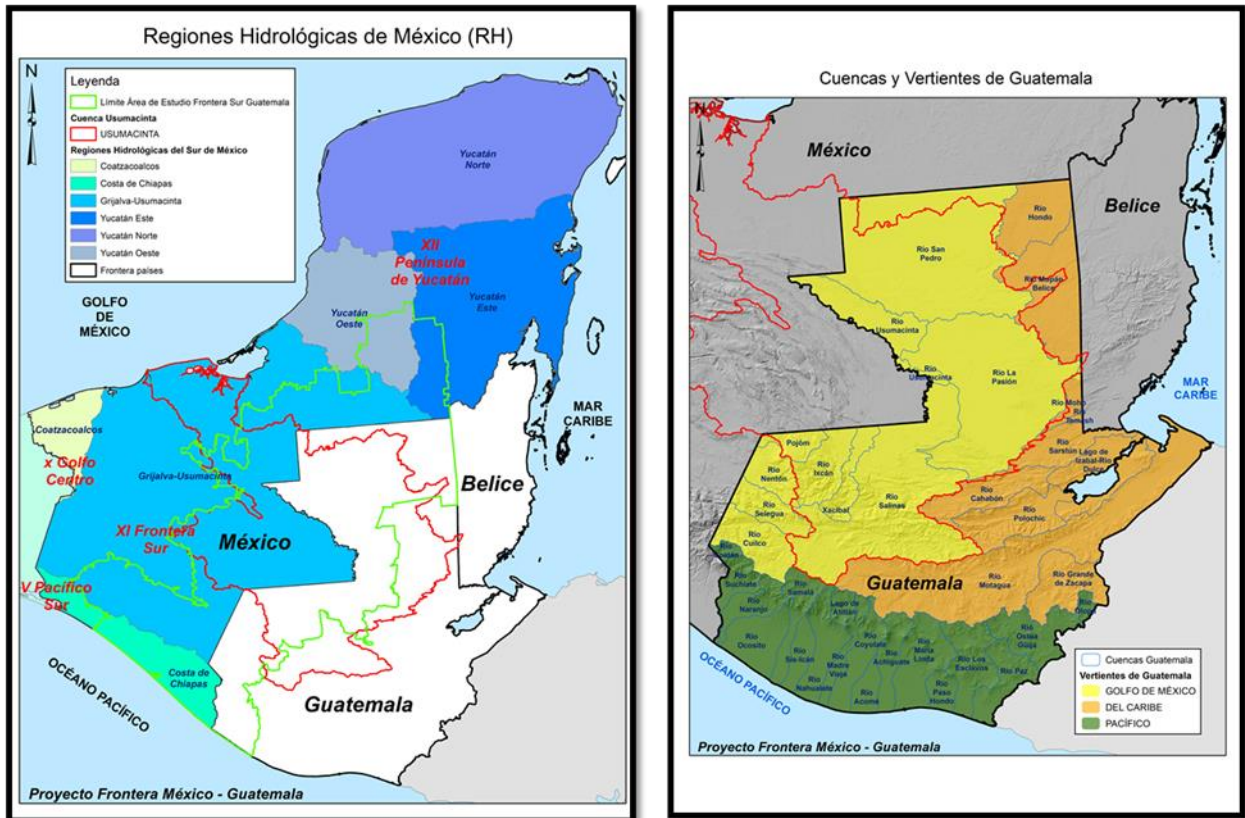 Regiones Hidrológicas de México (RH)
N
Leyenda
Límite Área de Estudio Frontera Sur Guatemala
Cuenca Usumacinta
USUMACINTA
Regiones Hidrológicas del Sur de México
Coatzacoalcos
Costa de Chiapas
Grijalva-Usumacinta
Yucatán Este
Yucatán Norte
Yucatán Oeste
Frontera países
Yucatán
Norte
XII
Península
de Yucatán
GOLFO
DE
MÉXICO
Yucatán
Oeste
Yucatán
Este
MAR
CARIBE
Coatzacoalcos
x Golfo
Centro
Grijalva-Usumacinta
Belice
XI Frontera
Sur
México
V Pacífico
Sur
Costa de
Chiapas
OCÉANO PACÍFICO
Guatemala
Proyecto Frontera México - Guatemala
Cuencas y Vertientes de Guatemala
N
México
Belice
Río
Hondo
Río San
Pedro
Río Mopán
Belice
Río
Usumacinta
Río
Usumacinta
Río La
Pasión
MAR
CARIBE
Río Moho
Río
Temash
Pojóm
Río
Sarstún
Lago de
Izabal-Río
Dulce
Río
Nentón
Río
Ixcán
Río
Cahabón
Río
Selegua
Xacibal
Río
Salinas
Río
Polochic
Río
Cuilco
Río
Coatán
Río
Suchiate
Guatemala
Río
Motagua
Río Grande
de Zacapa
Río
Naranjo
Río
Samalá
Lago de
Atitlán
Río
Olopa
Río
Ocosito
Río
Sis-Icán
Río
Coyolate
Río
María
Linda
Río
Ostúa
Güija
Río
Madre
Vieja
Río
Achiguate
Río Los
Esclavos
Río Paz
Río
Nahualate
Río
Acomé
Río
Paso
Hondo
OCÉANO PACÍFICO
Cuencas Guatemala
Vertientes de Guatemala
GOLFO DE MÉXICO
DEL CARIBE
PACÍFICO
Proyecto Frontera México - Guatemala